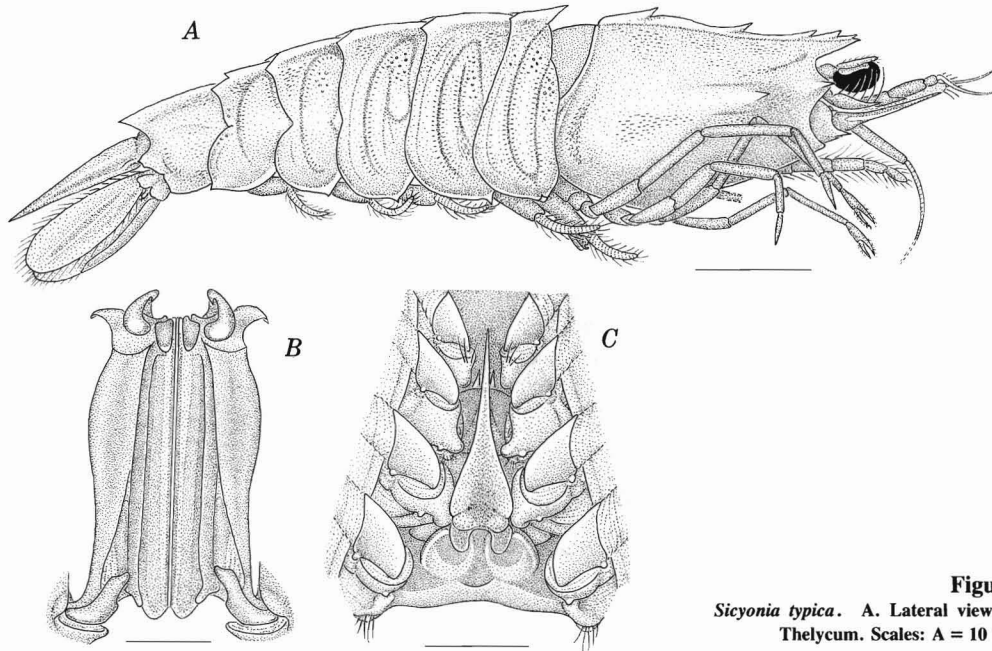 A
B
C
Figu
Sicyonia typica. A. Lateral view
Thelycum. Scales: A = 10